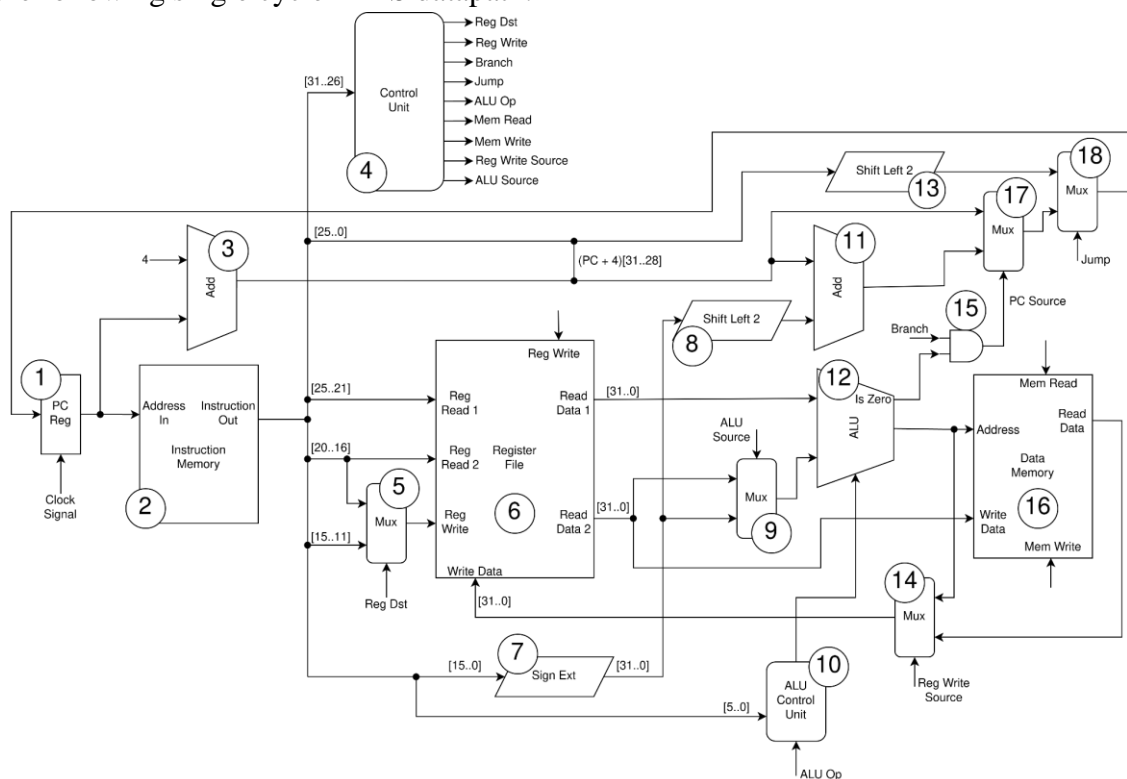 Reg Dst
Reg Write
Branch
Jump
ALU Op
Mem Read
Mem Write
Reg Write Source
ALU Source
[31..26]
Control
Unit
4
Shift Left 2
13
18
Mux
Jump
17
Mux
PC Source
[25..0]
(PC + 4)[31..28]
4
3
Add
11
Add
Shift Left 2
8
15
Branch
1
PC
Reg
Clock
Signal
Address
In
Instruction
Out
Instruction
Memory
2
[25..21]
[20..16]
[15..11]
5
Mux
Reg Dst
Reg Write
Reg
Read 1
Reg
Read 2
Register
File
6
Reg
Write
Read
Data 1
Read
Data 2
Write Data
[31..0]
[31..0]
[31..0]
ALU
Source
Mux
9
12
Is Zero
ALU
Mem Read
Address
Read
Data
Data
Memory
16
Write
Data
Mem Write
14
Mux
Reg Write
Source
[15..0]
7
Sign Ext
[31..0]
[5..0]
10
ALU
Control
Unit
ALU Op